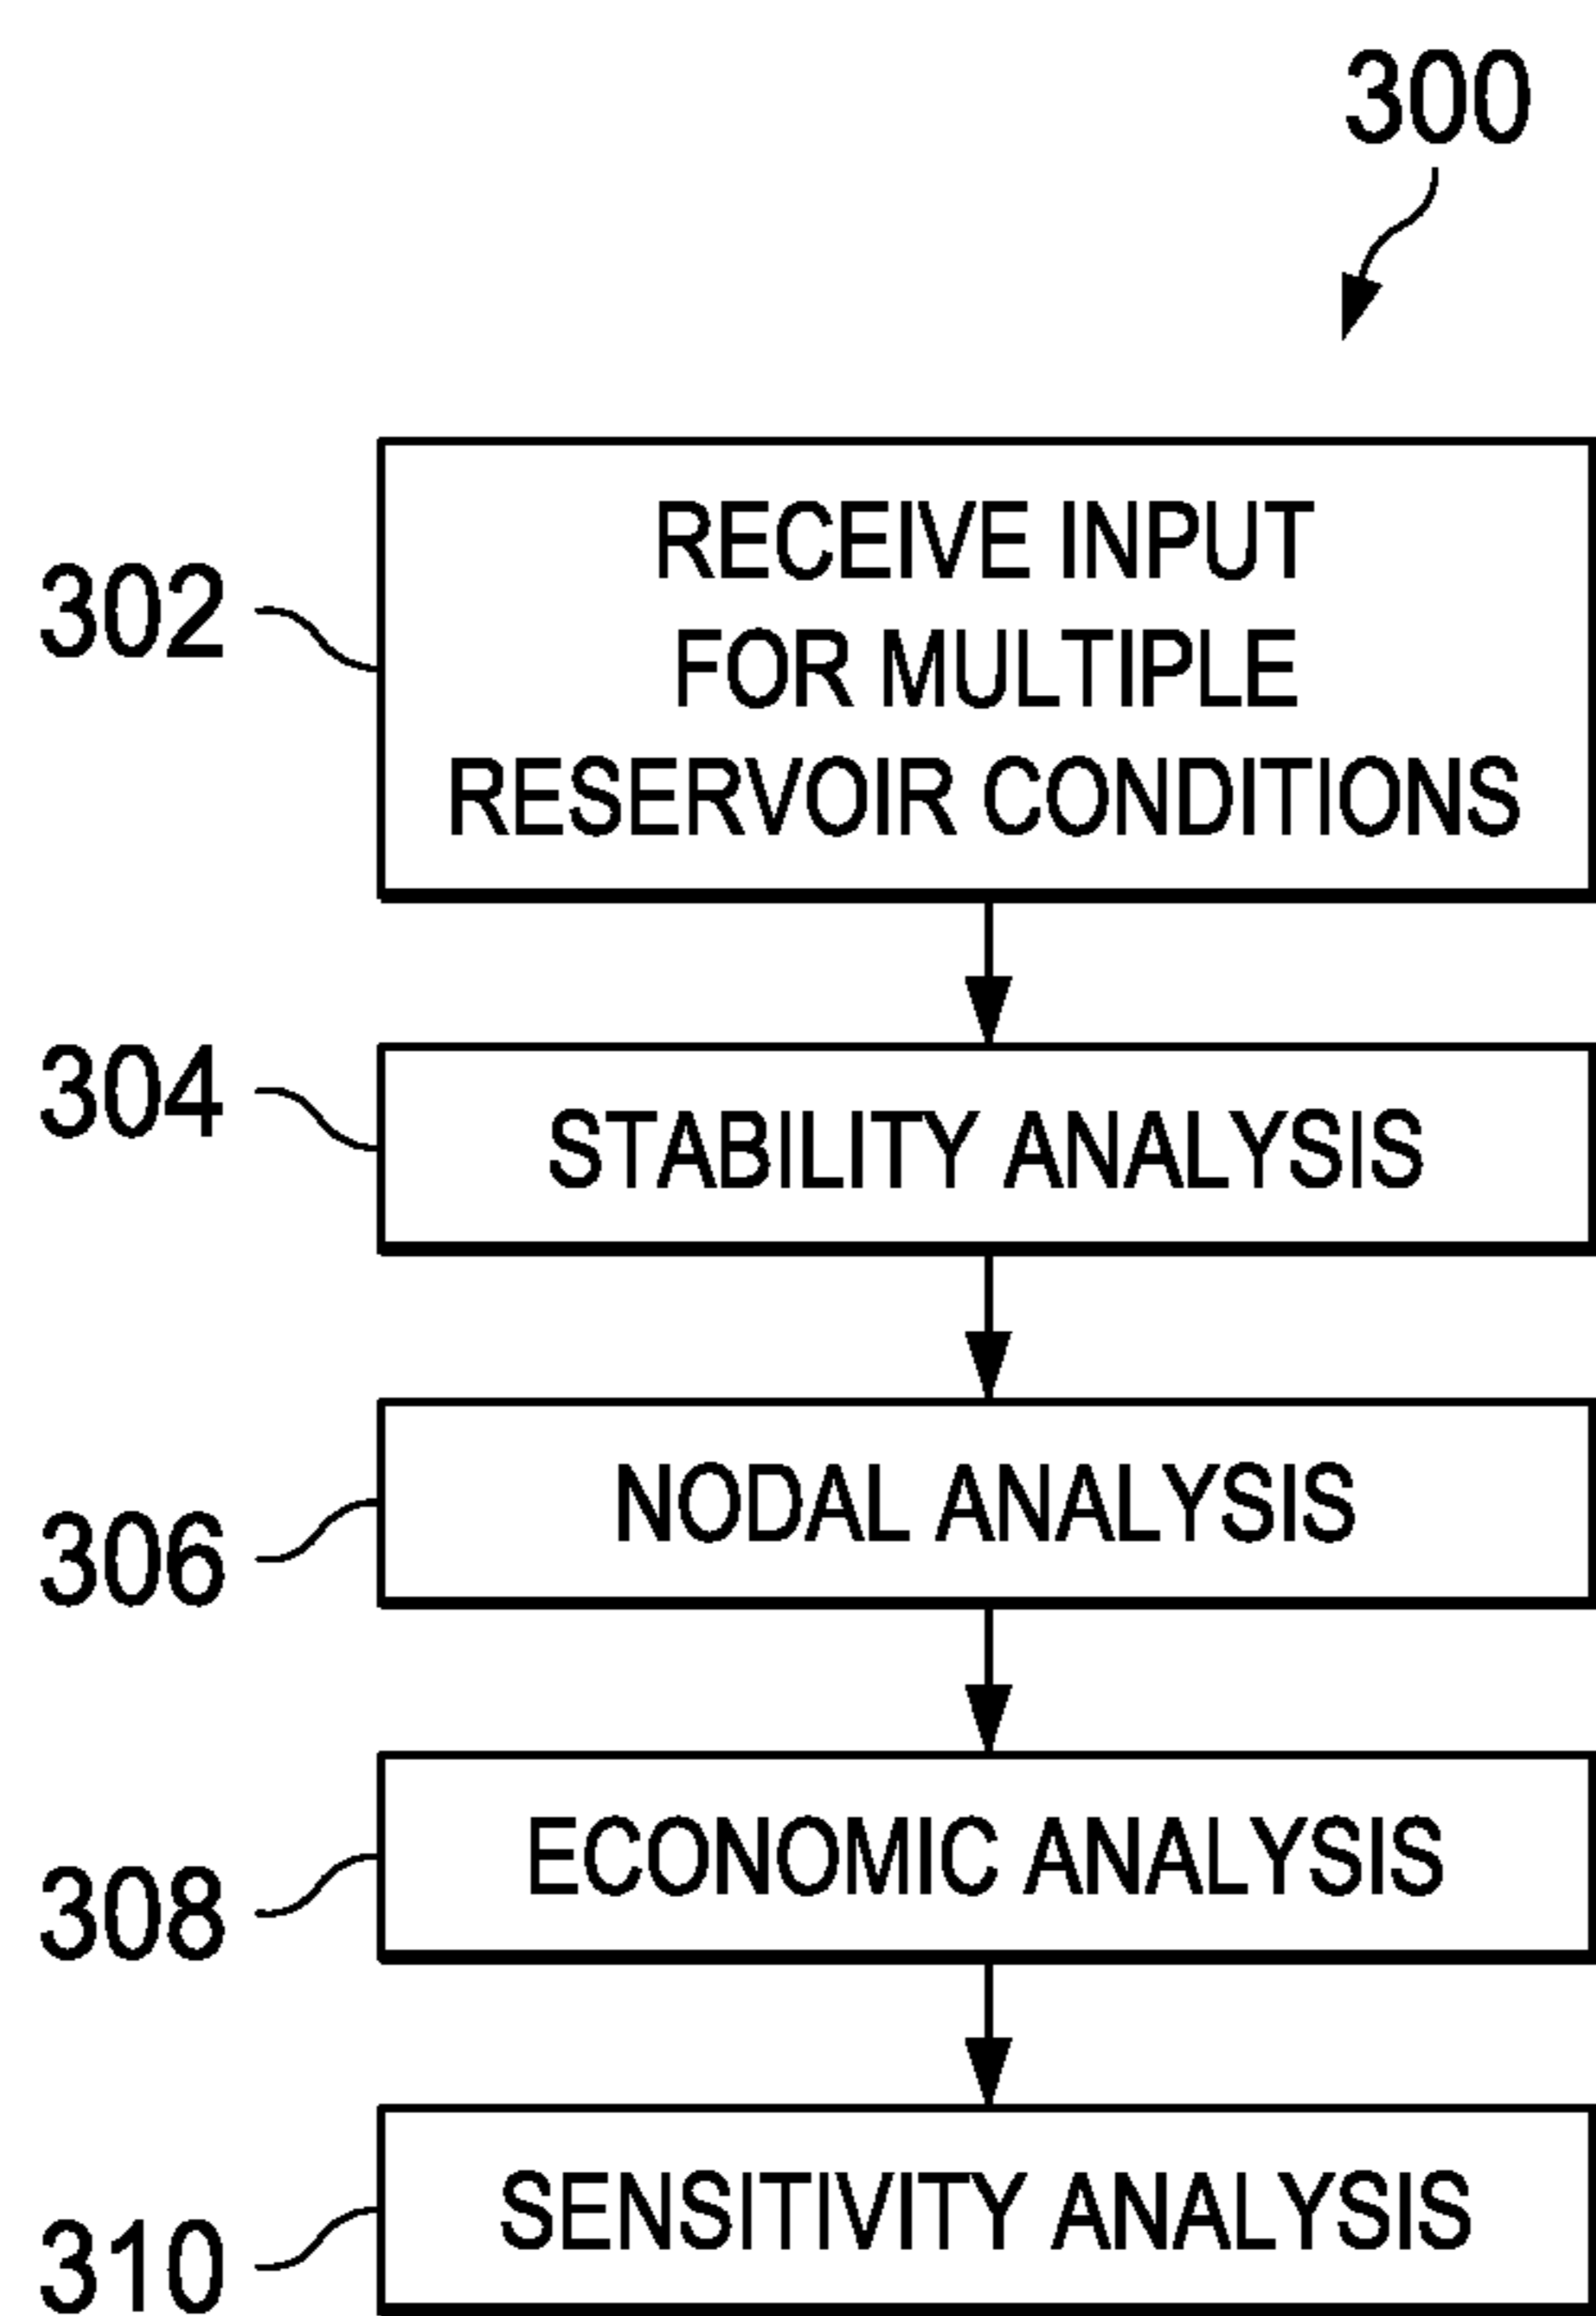 300
302
RECEIVE INPUT
FOR MULTIPLE
RESERVOIR CONDITIONS
304
STABILITY ANALYSIS
306
NODAL ANALYSIS
308
ECONOMIC ANALYSIS
310
SENSITIVITY ANALYSIS